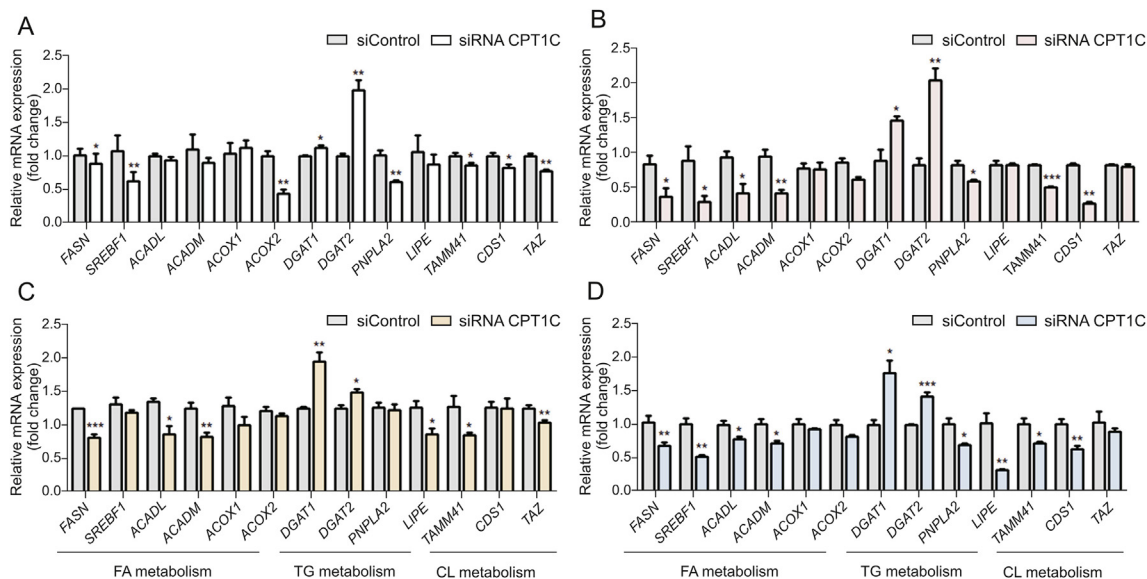 A
siControl siRNA CPT1C
Relative mRNA expression
(fold change)
2.5
2.0
1.5
1.0
0.5
0.0
* ** ** * ** ** * * **
FASN SREBF1 ACADL ACADM ACOX1 ACOX2 DGAT1 DGAT2 PNPLA2 LIPE TAMM41 CDS1 TAZ
B
siControl siRNA CPT1C
Relative mRNA expression
(fold change)
2.5
2.0
1.5
1.0
0.5
0.0
* * * ** * ** * *** **
FASN SREBF1 ACADL ACADM ACOX1 ACOX2 DGAT1 DGAT2 PNPLA2 LIPE TAMM41 CDS1 TAZ
C
siControl siRNA CPT1C
Relative mRNA expression
(fold change)
2.5
2.0
1.5
1.0
0.5
0.0
*** * ** ** * * * **
FASN SREBF1 ACADL ACADM ACOX1 ACOX2 DGAT1 DGAT2 PNPLA2 LIPE TAMM41 CDS1 TAZ
FA metabolism TG metabolism CL metabolism
D
siControl siRNA CPT1C
Relative mRNA expression
(fold change)
2.5
2.0
1.5
1.0
0.5
0.0
** ** * * * *** * ** * **
FASN SREBF1 ACADL ACADM ACOX1 ACOX2 DGAT1 DGAT2 PNPLA2 LIPE TAMM41 CDS1 TAZ
FA metabolism TG metabolism CL metabolism